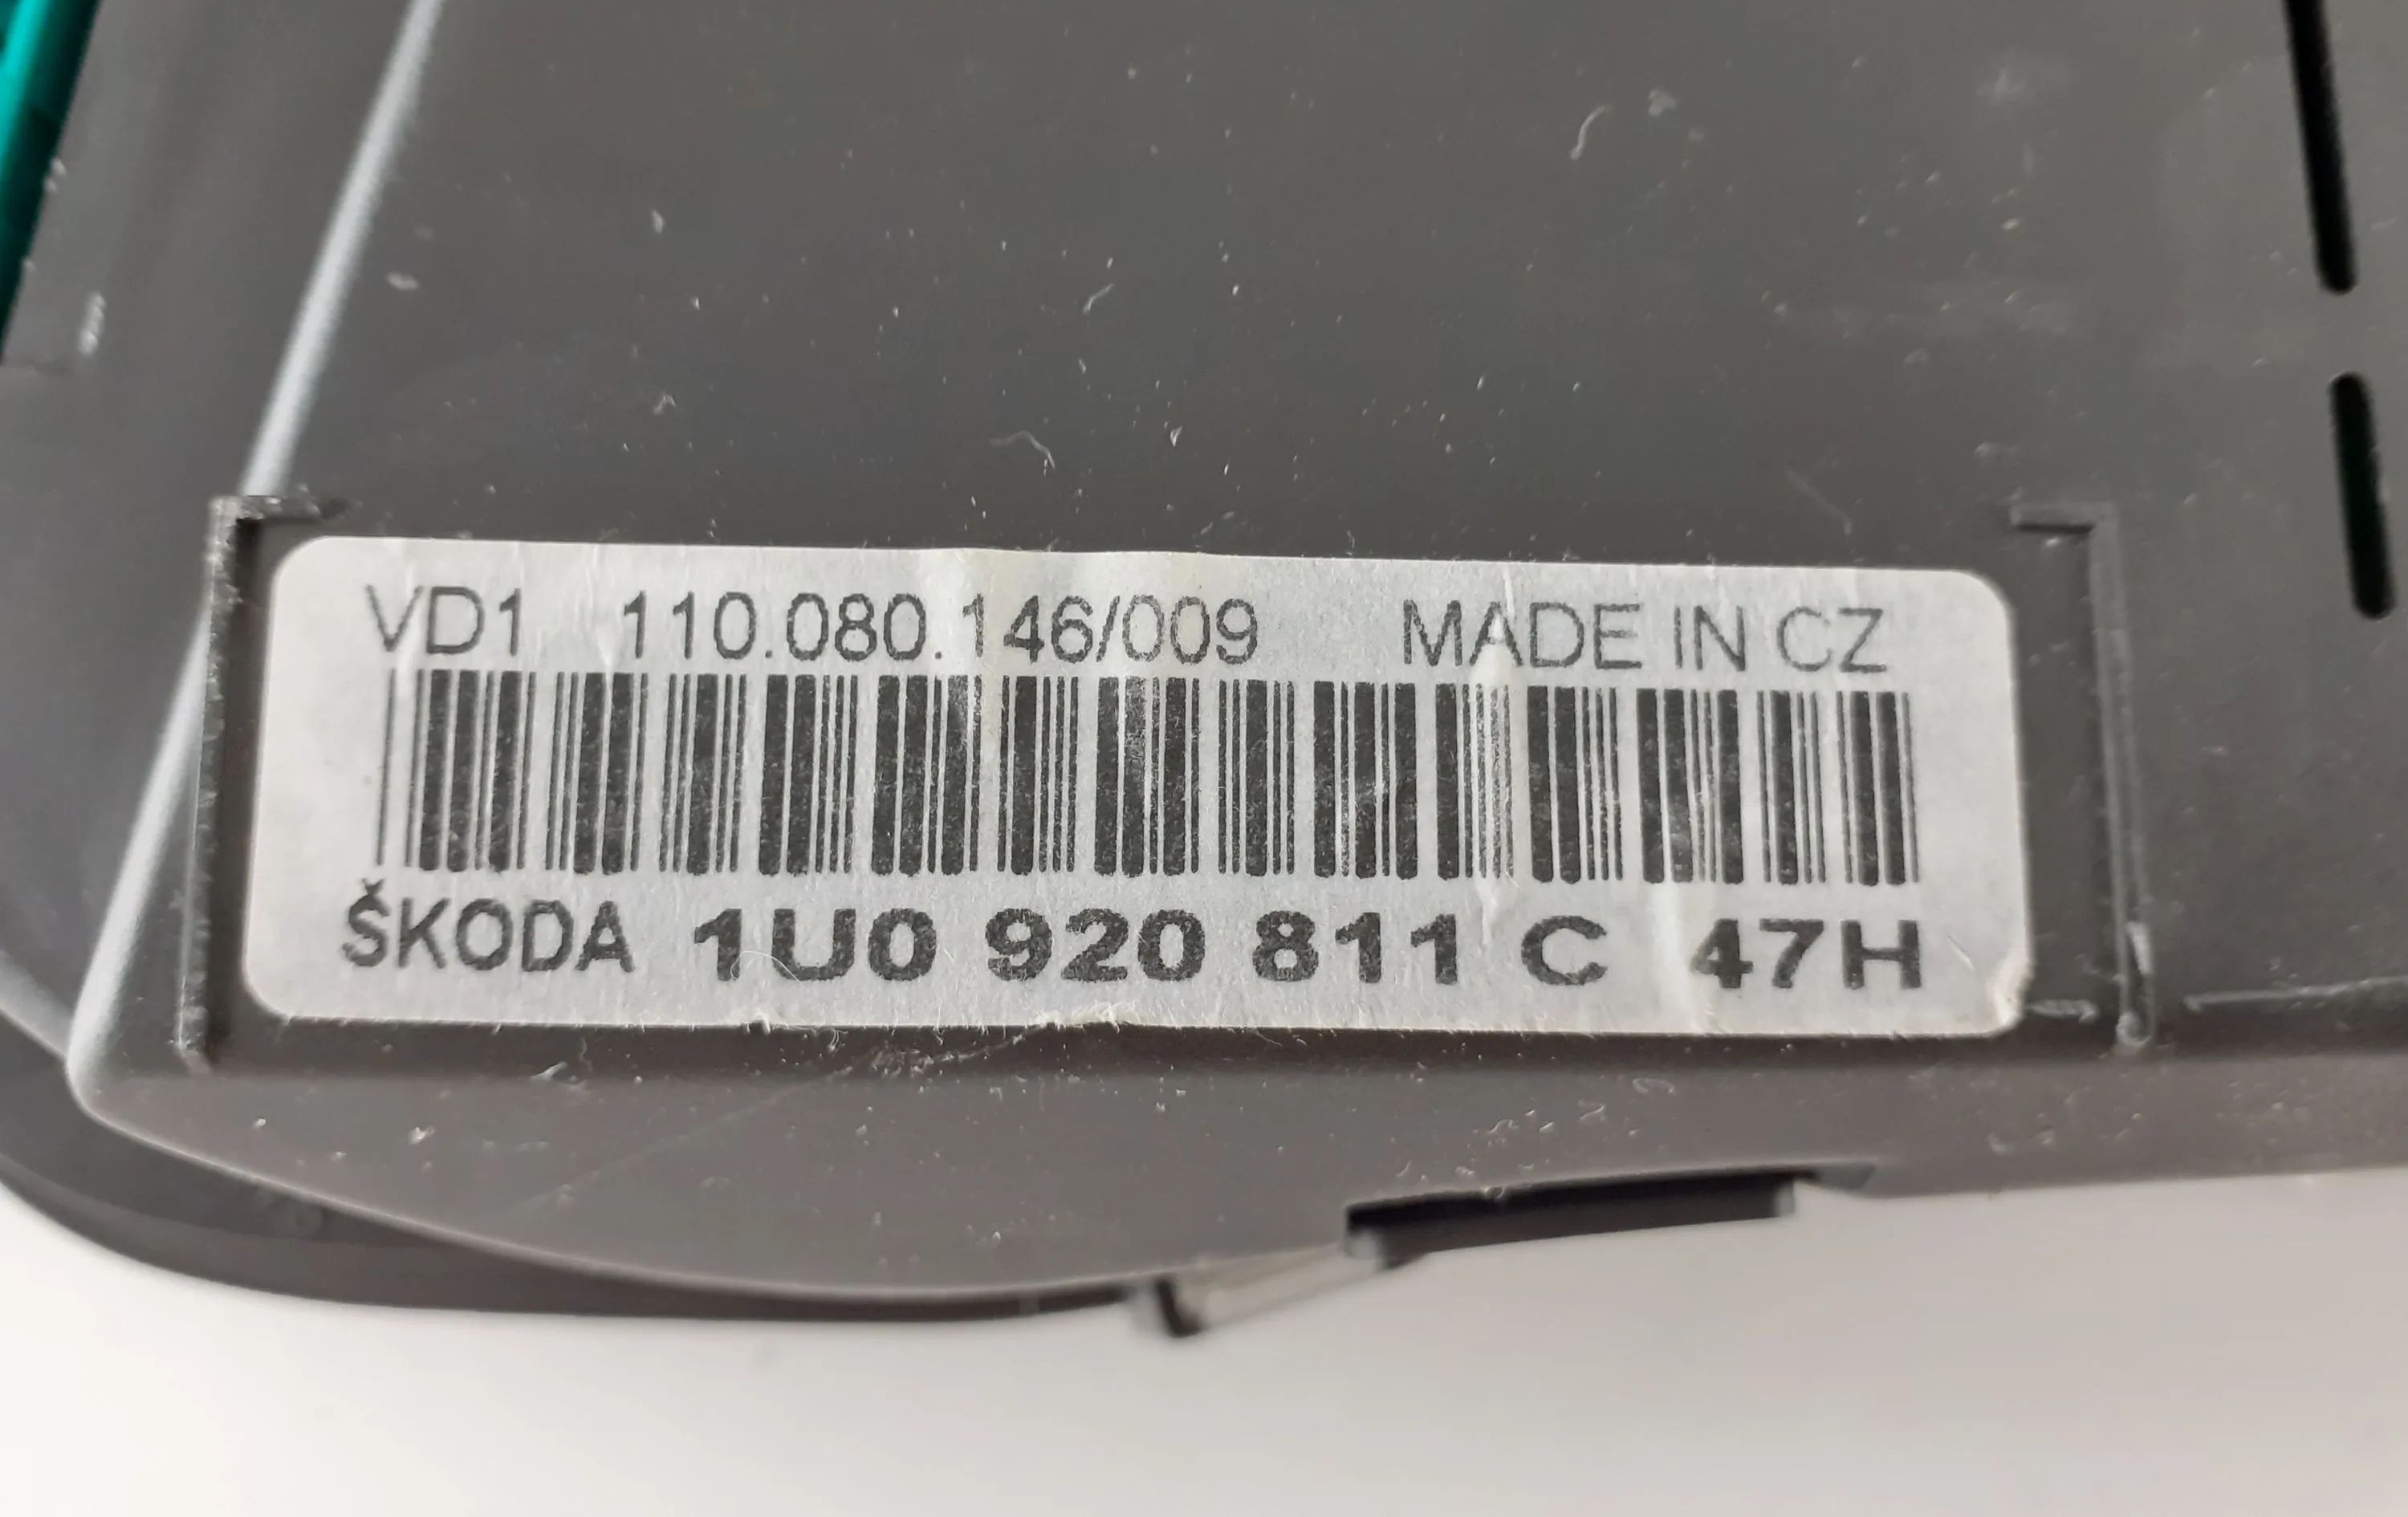 VD1 110.080.146/009 MADE IN CZ
ŠKODA 1U0 920 811 C 47H